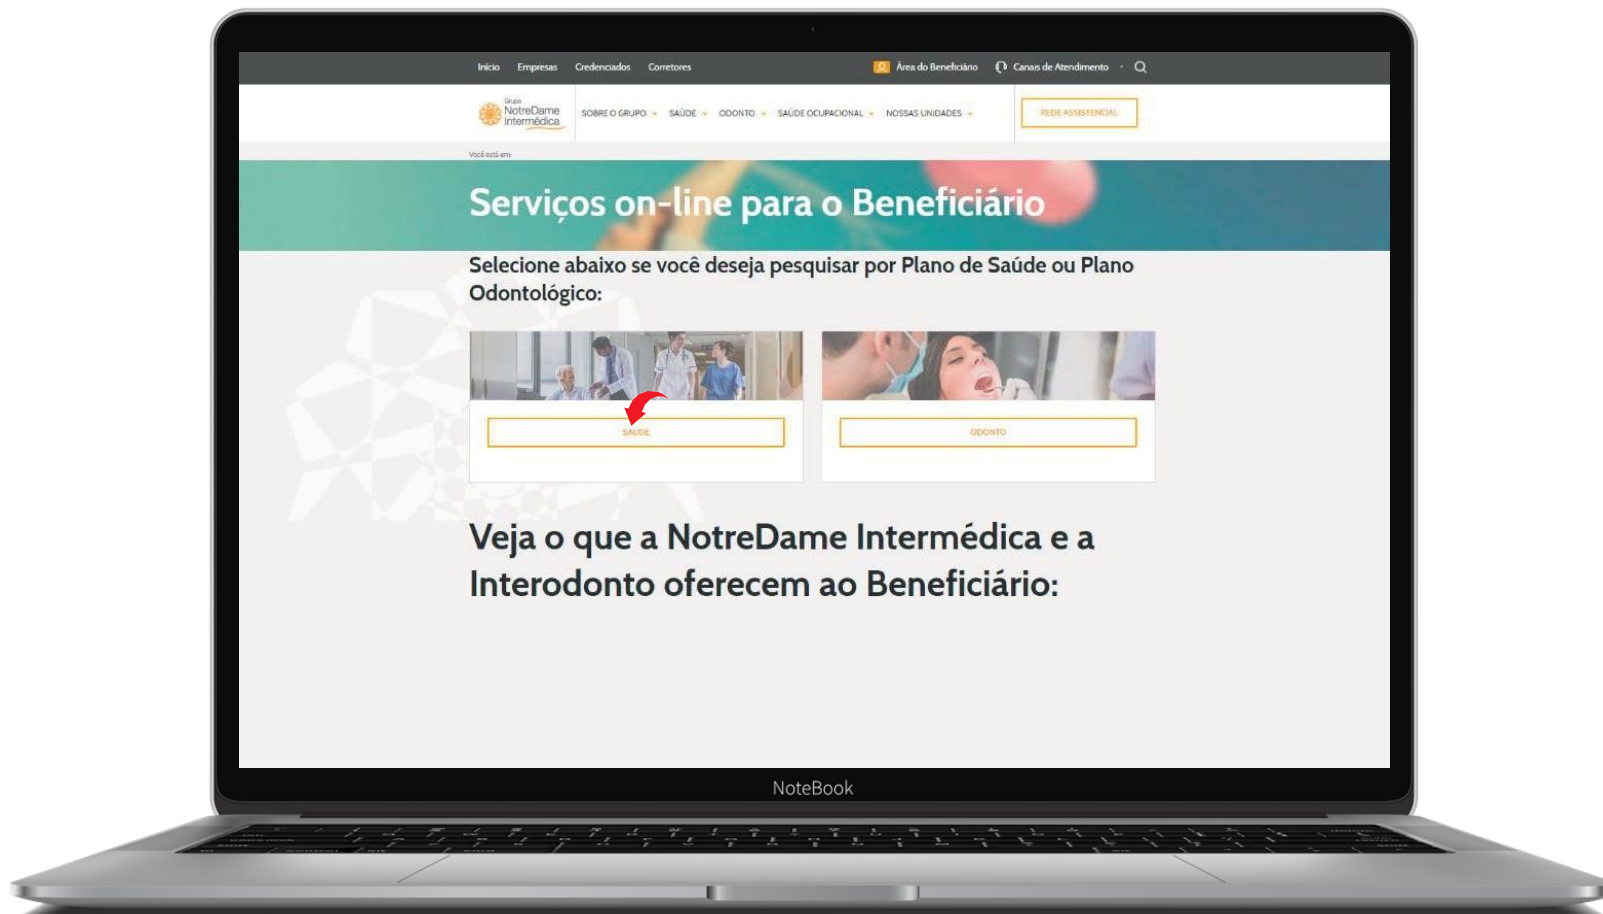 Início Empresas Credenciados Corretores Área do Beneficiário Canais de Atendimento
Grupo
NotreDame
Intermédica
SOBRE O GRUPO SAÚDE ODONTO SAÚDE OCUPACIONAL NOSSAS UNIDADES REDE ASSISTENCIAL
Você está em:
Serviços on-line para o Beneficiário
Selecione abaixo se você deseja pesquisar por Plano de Saúde ou Plano
Odontológico:
SAÚDE ODONTO
Veja o que a NotreDame Intermédica e a
Interodonto oferecem ao Beneficiário:
NoteBook